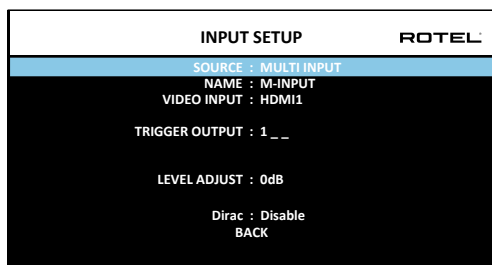 INPUT SETUP ROTEL
SOURCE : MULTI INPUT
NAME : M-INPUT
VIDEO INPUT : HDMI1
TRIGGER OUTPUT : 1 _ _
LEVEL ADJUST : 0dB
Dirac : Disable
BACK